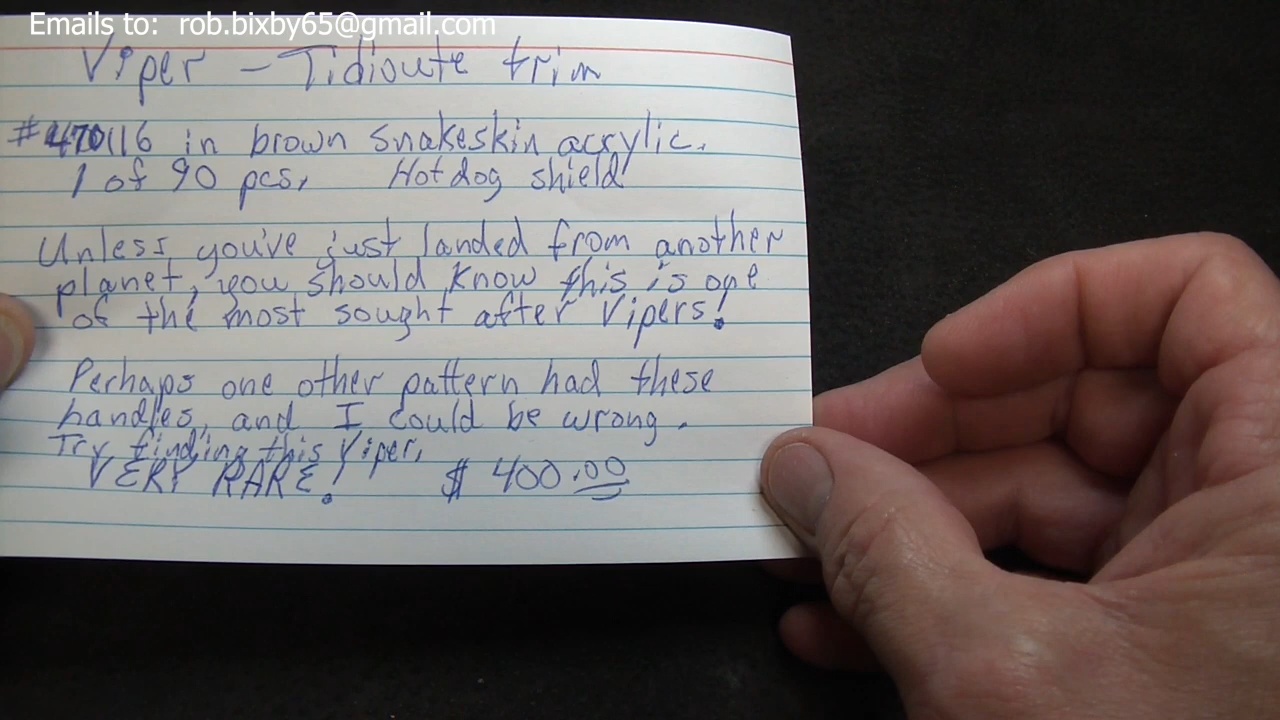 Emails to: rob.bixby65@gmail.com
Viper - Tidioute trim
#470116 in brown snakeskin acrylic.
1 of 90 pcs, Hotdog shield
Unless you've just landed from another
planet, you should know this is one
of the most sought after Vipers!
Perhaps one other pattern had these
handles, and I could be wrong.
Try finding this Viper,
VERY RARE! $400.00